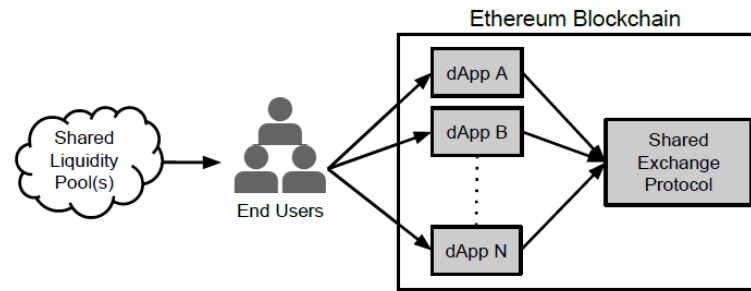 Ethereum Blockchain
Shared
Liquidity
Pool(s)
End Users
dApp A
dApp B
dApp N
Shared
Exchange
Protocol